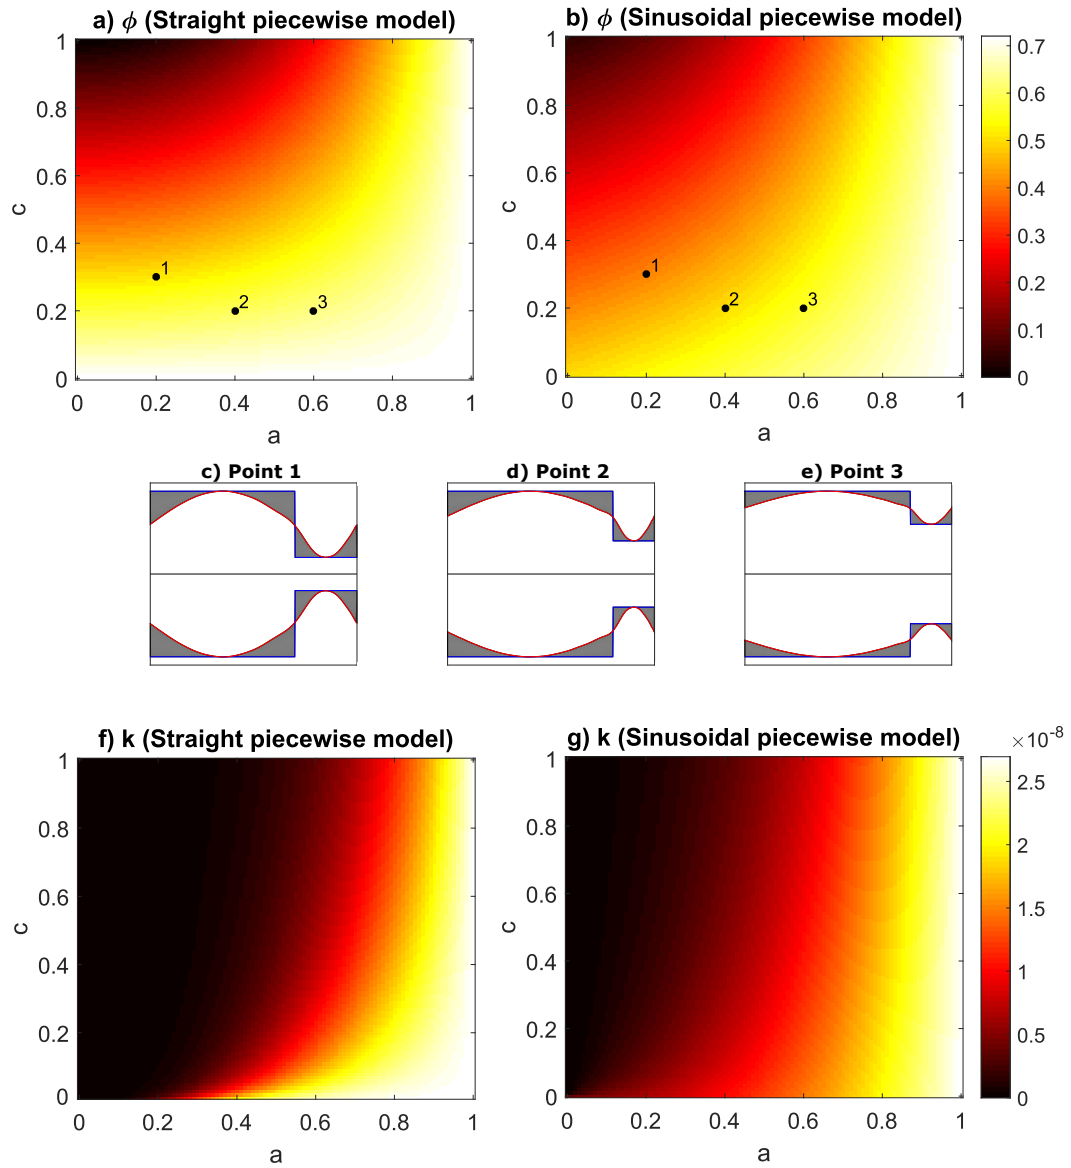 a) ϕ (Straight piecewise model)
b) ϕ (Sinusoidal piecewise model)
1
0.8
0.6
0.4
0.2
0
c
0 0.2 0.4 0.6 0.8 1
a
1
2
3
1
0.8
0.6
0.4
0.2
0
c
0 0.2 0.4 0.6 0.8 1
a
1
2
3
0.7
0.6
0.5
0.4
0.3
0.2
0.1
0
c) Point 1
d) Point 2
e) Point 3
f) k (Straight piecewise model)
g) k (Sinusoidal piecewise model)
1
0.8
0.6
0.4
0.2
0
c
0 0.2 0.4 0.6 0.8 1
a
1
0.8
0.6
0.4
0.2
0
c
0 0.2 0.4 0.6 0.8 1
a
×10⁻⁸
2.5
2
1.5
1
0.5
0